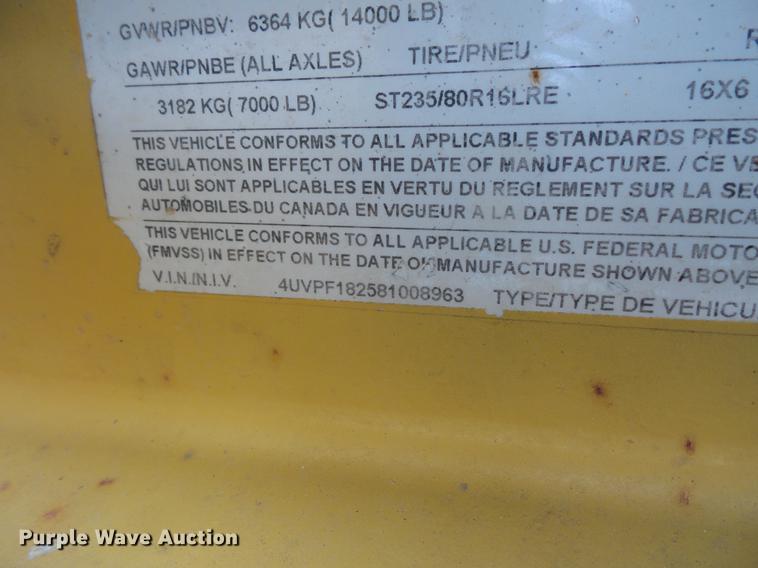 GVWR/PNBV: 6364 KG( 14000 LB)
GAWR/PNBE (ALL AXLES) TIRE/PNEU R
3182 KG( 7000 LB) ST235/80R16LRE 16X6
THIS VEHICLE CONFORMS TO ALL APPLICABLE STANDARDS PRES
REGULATIONS IN EFFECT ON THE DATE OF MANUFACTURE. / CE VE
QUI LUI SONT APPLICABLES EN VERTU DU REGLEMENT SUR LA SEC
AUTOMOBILES DU CANADA EN VIGUEUR A LA DATE DE SA FABRICA
THIS VEHICLE CONFORMS TO ALL APPLICABLE U.S. FEDERAL MOTO
(FMVSS) IN EFFECT ON THE DATE OF MANUFACTURE SHOWN ABOVE
V.I.N./N.I.V. 4UVPF182581008963 TYPE/TYPE DE VEHICU
Purple Wave Auction